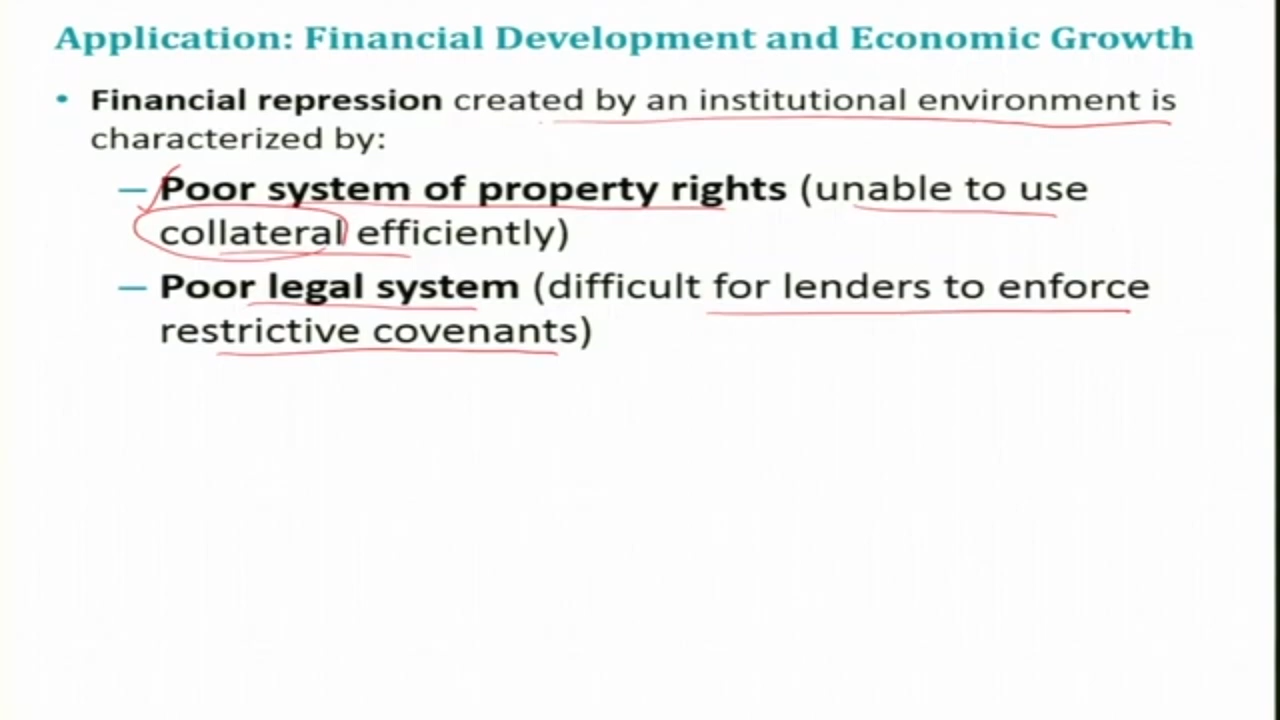 Application: Financial Development and Economic Growth
• Financial repression created by an institutional environment is
characterized by:
– Poor system of property rights (unable to use
collateral efficiently)
– Poor legal system (difficult for lenders to enforce
restrictive covenants)